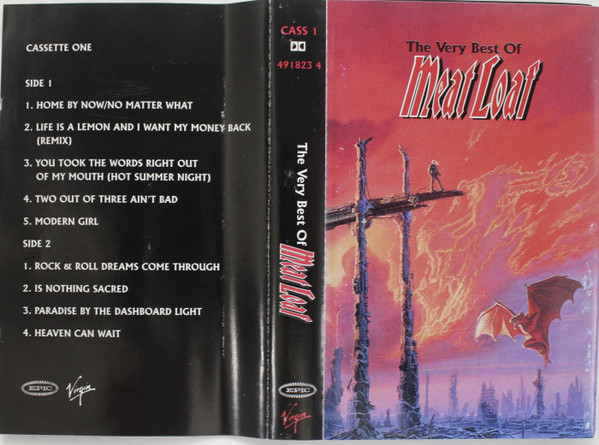 CASSETTE ONE
SIDE 1
1. HOME BY NOW/NO MATTER WHAT
2. LIFE IS A LEMON AND I WANT MY MONEY BACK
(REMIX)
3. YOU TOOK THE WORDS RIGHT OUT
OF MY MOUTH (HOT SUMMER NIGHT)
4. TWO OUT OF THREE AIN'T BAD
5. MODERN GIRL
SIDE 2
1. ROCK & ROLL DREAMS COME THROUGH
2. IS NOTHING SACRED
3. PARADISE BY THE DASHBOARD LIGHT
4. HEAVEN CAN WAIT
EPIC
Virgin
CASS 1
491823 4
The Very Best Of
Meat Loaf
EPIC
Virgin
The Very Best Of
Meat Loaf